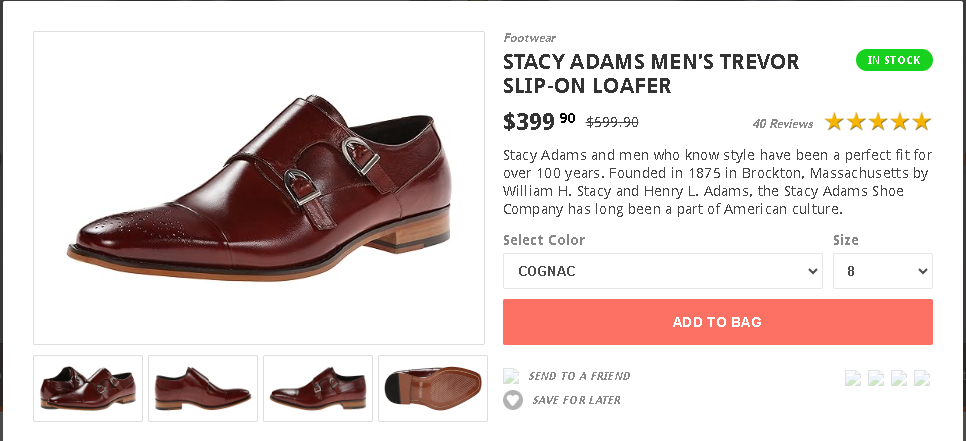 Footwear
STACY ADAMS MEN'S TREVOR
SLIP-ON LOAFER
IN STOCK
$399 90 $599.90
40 Reviews
Stacy Adams and men who know style have been a perfect fit for
over 100 years. Founded in 1875 in Brockton, Massachusetts by
William H. Stacy and Henry L. Adams, the Stacy Adams Shoe
Company has long been a part of American culture.
Select Color
Size
COGNAC
8
ADD TO BAG
SEND TO A FRIEND
SAVE FOR LATER